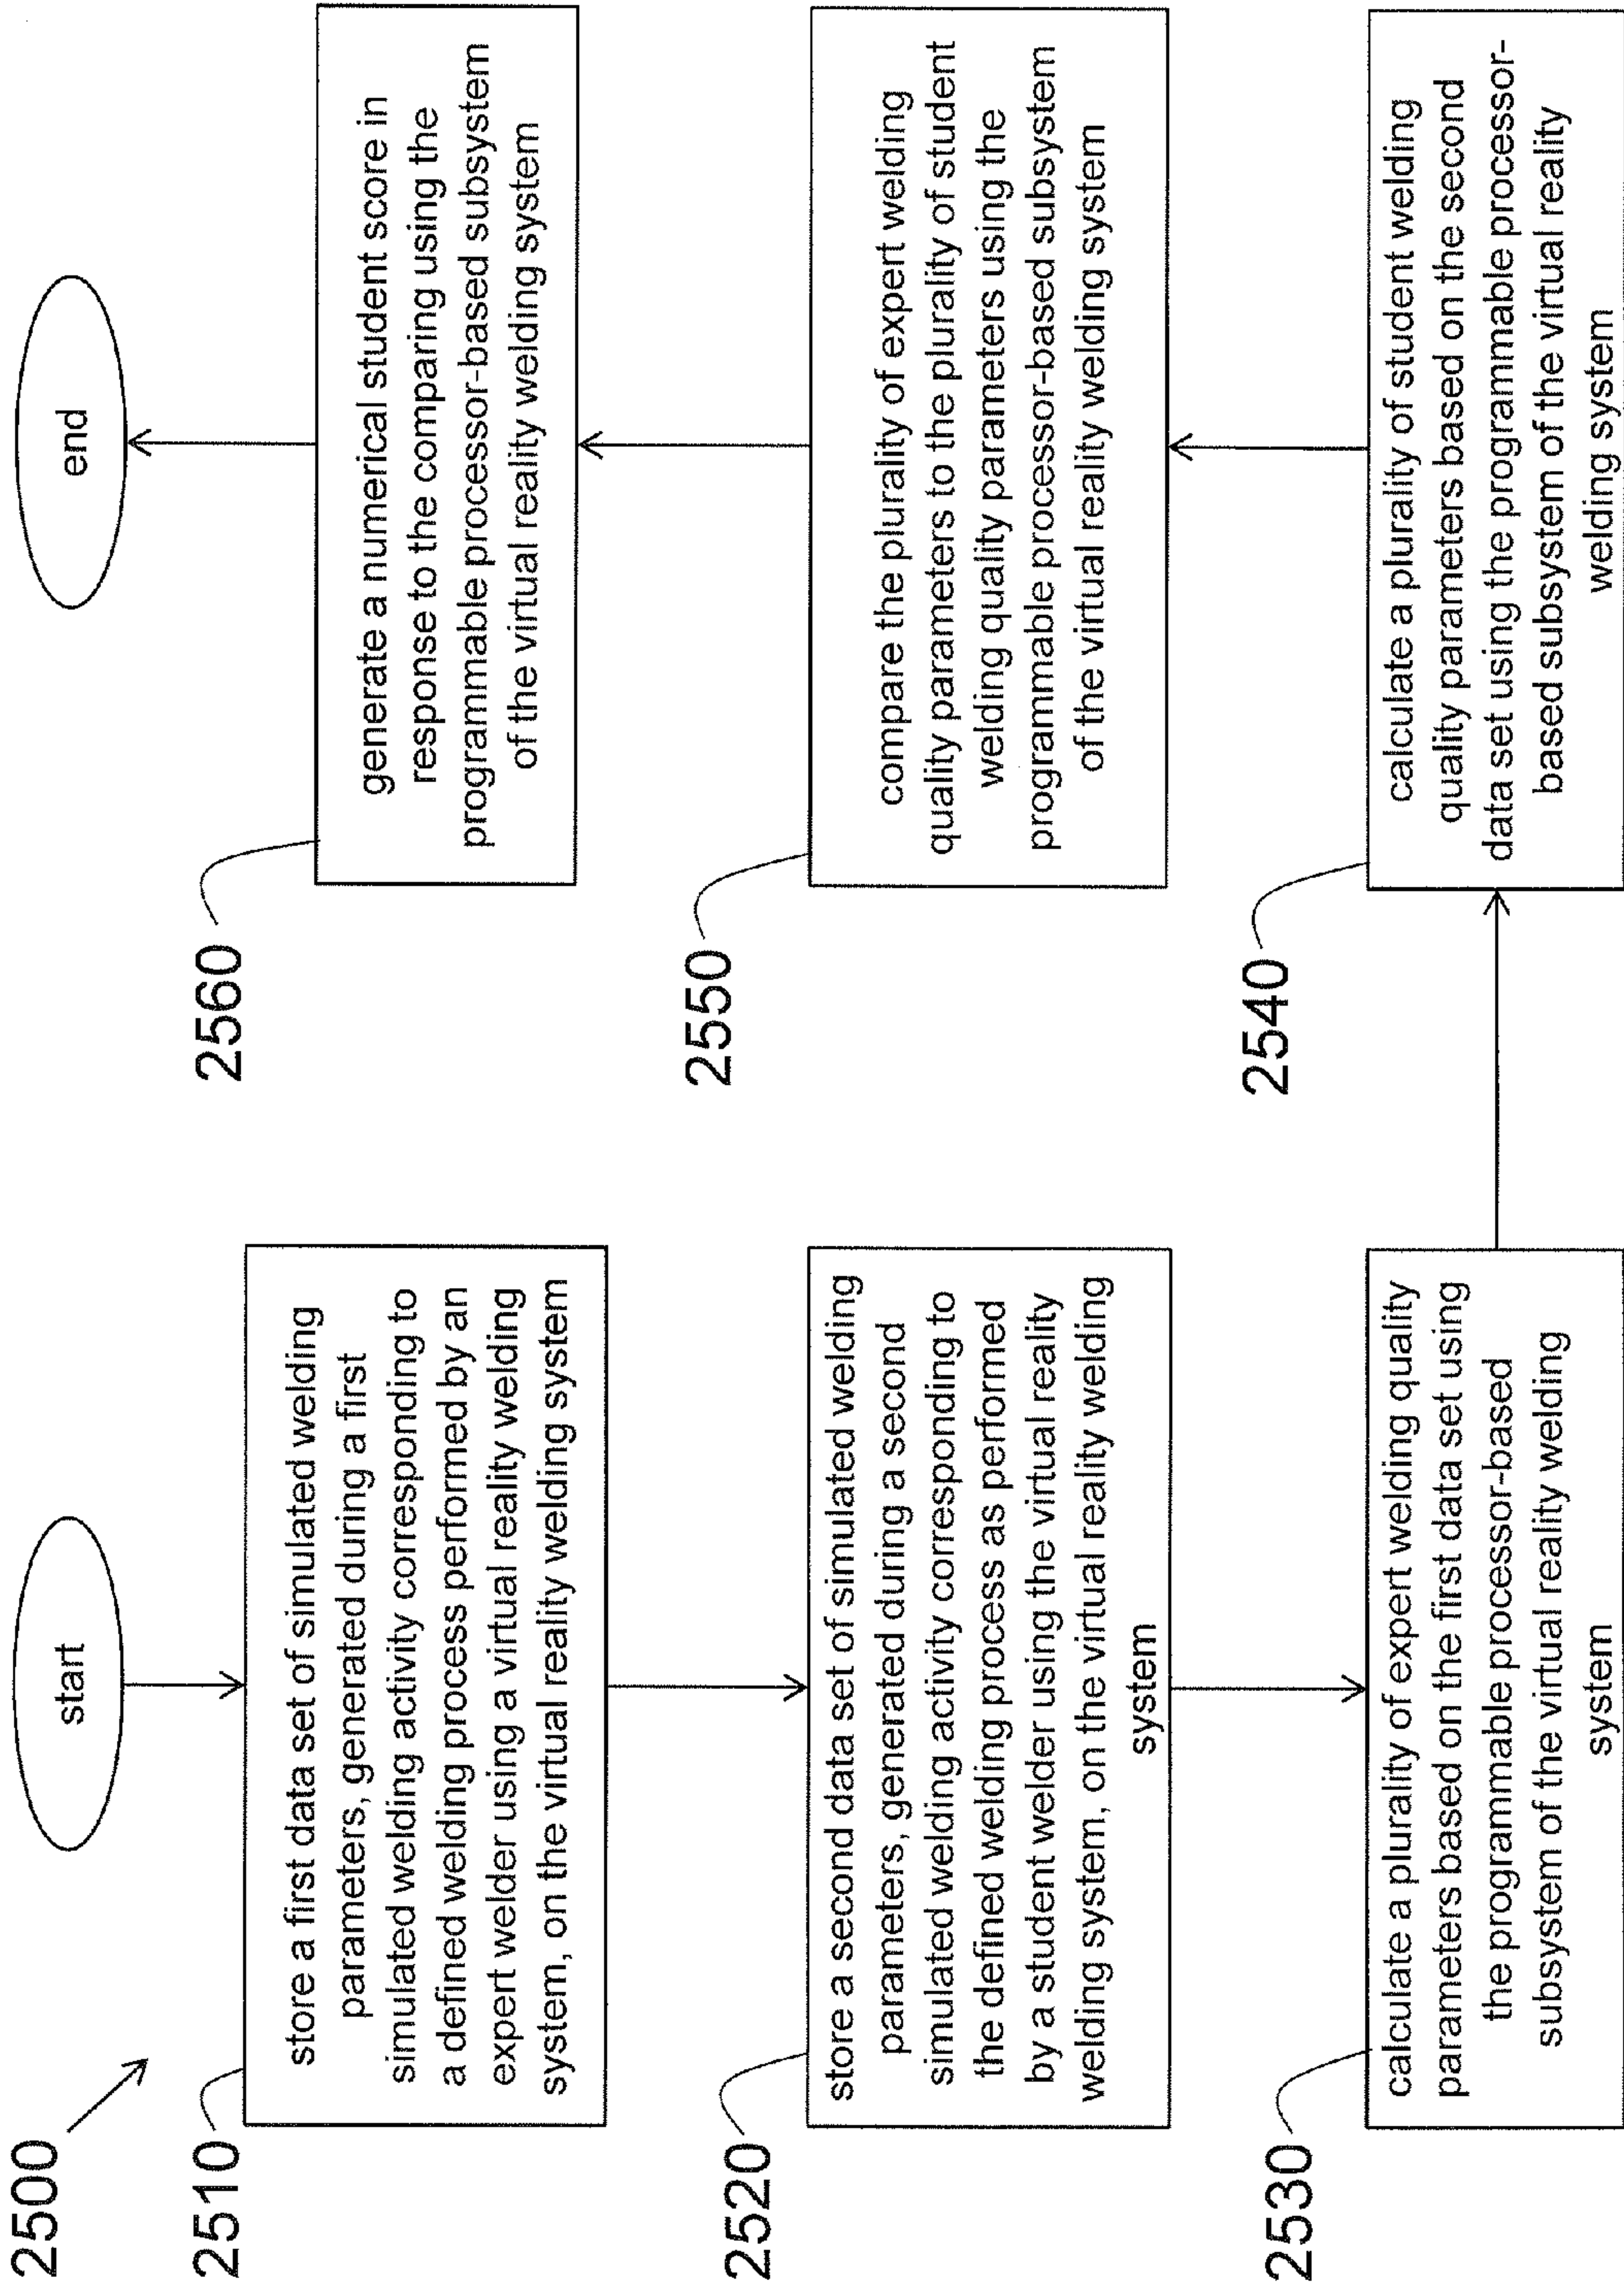 2500
start
2510
store a first data set of simulated welding
parameters, generated during a first
simulated welding activity corresponding to
a defined welding process performed by an
expert welder using a virtual reality welding
system, on the virtual reality welding system
2520
store a second data set of simulated welding
parameters, generated during a second
simulated welding activity corresponding to
the defined welding process as performed
by a student welder using the virtual reality
welding system, on the virtual reality welding
system
2530
calculate a plurality of expert welding quality
parameters based on the first data set using
the programmable processor-based
subsystem of the virtual reality welding
system
2540
calculate a plurality of student welding
quality parameters based on the second
data set using the programmable processor-
based subsystem of the virtual reality
welding system
2550
compare the plurality of expert welding
quality parameters to the plurality of student
welding quality parameters using the
programmable processor-based subsystem
of the virtual reality welding system
2560
generate a numerical student score in
response to the comparing using the
programmable processor-based subsystem
of the virtual reality welding system
end